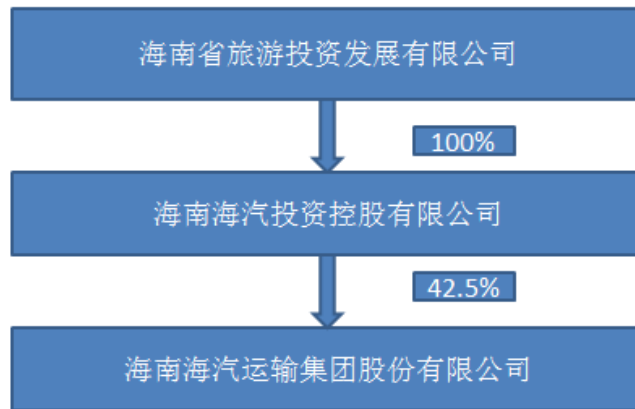 海南省旅游投资发展有限公司
100%
海南海汽投资控股有限公司
42.5%
海南海汽运输集团股份有限公司